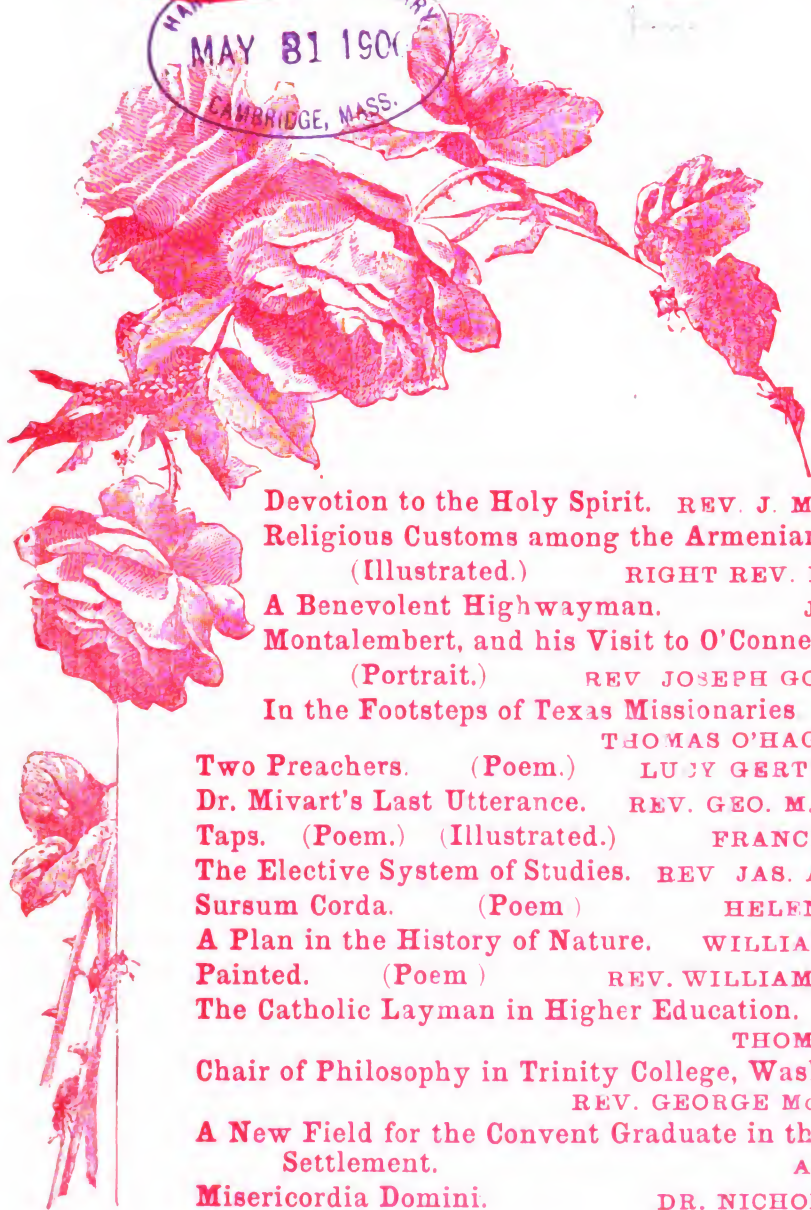 MAY 31 190
CAMBRIDGE, MASS.
Devotion to the Holy Spirit. REV. J. M
Religious Customs among the Armenian
(Illustrated.) RIGHT REV.
A Benevolent Highwayman. J
Montalembert, and his Visit to O'Conne
(Portrait.) REV JOSEPH GO
In the Footsteps of Texas Missionaries
THOMAS O'HAG
Two Preachers. (Poem.) LUCY GERT
Dr. Mivart's Last Utterance. REV. GEO. M.
Taps. (Poem.) (Illustrated.) FRANC
The Elective System of Studies. REV JAS. A
Sursum Corda. (Poem) HELEN
A Plan in the History of Nature. WILLIA
Painted. (Poem) REV. WILLIAM
The Catholic Layman in Higher Education.
THOM
Chair of Philosophy in Trinity College, Was
REV. GEORGE Mc
A New Field for the Convent Graduate in th
Settlement. A
Misericordia Domini. DR. NICHO